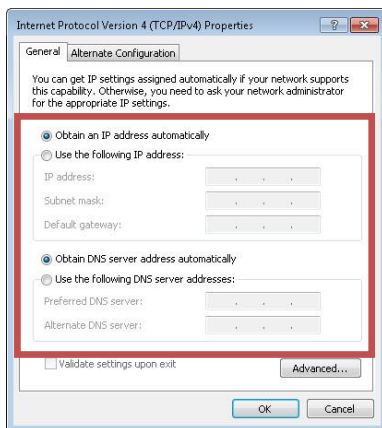 Internet Protocol Version 4 (TCP/IPv4) Properties
General
Alternate Configuration
You can get IP settings assigned automatically if your network supports
this capability. Otherwise, you need to ask your network administrator
for the appropriate IP settings.
Obtain an IP address automatically
Use the following IP address:
IP address:
Subnet mask:
Default gateway:
Obtain DNS server address automatically
Use the following DNS server addresses:
Preferred DNS server:
Alternate DNS server:
Validate settings upon exit
Advanced...
OK
Cancel